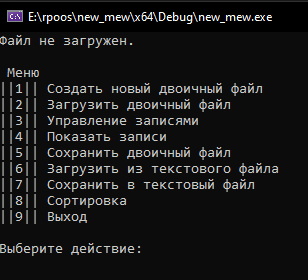 E:\rpoos\new_mew\x64\Debug\new_mew.exe
Файл не загружен.
Меню
||1|| Создать новый двоичный файл
||2|| Загрузить двоичный файл
||3|| Управление записями
||4|| Показать записи
||5|| Сохранить двоичный файл
||6|| Загрузить из текстового файла
||7|| Сохранить в текстовый файл
||8|| Сортировка
||9|| Выход
Выберите действие: